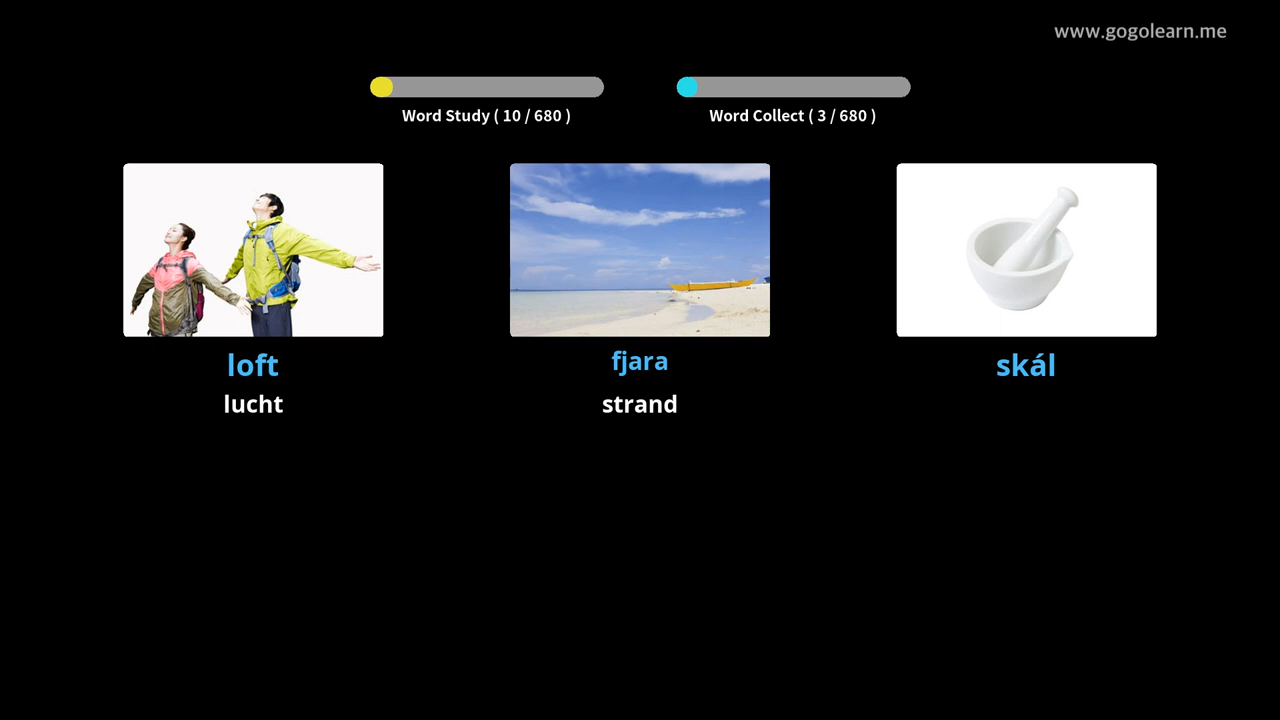 www.gogolearn.me
Word Study ( 10 / 680 )
Word Collect ( 3 / 680 )
loft
fjara
skál
lucht
strand